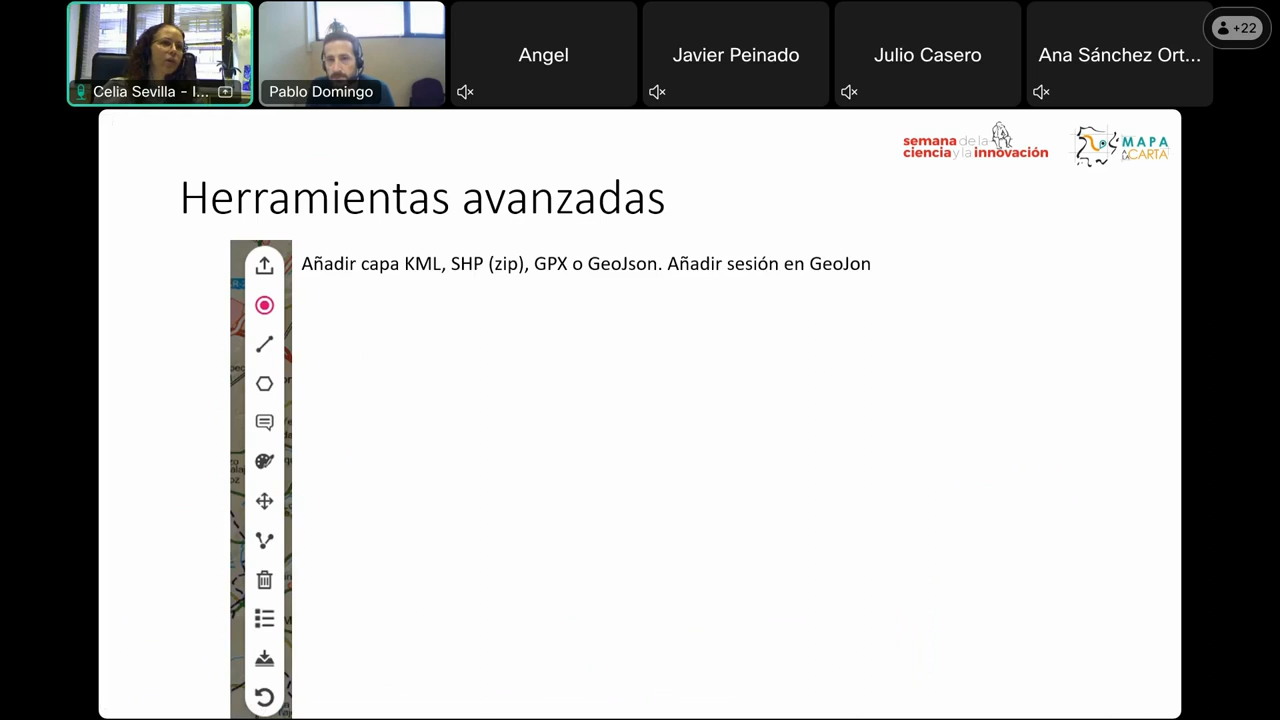 Celia Sevilla - I...
Pablo Domingo
Angel
Javier Peinado
Julio Casero
Ana Sánchez Ort...
+22
semana de la
ciencia y la innovación
MAPA
A LA
CARTA
Herramientas avanzadas
Añadir capa KML, SHP (zip), GPX o GeoJson. Añadir sesión en GeoJon